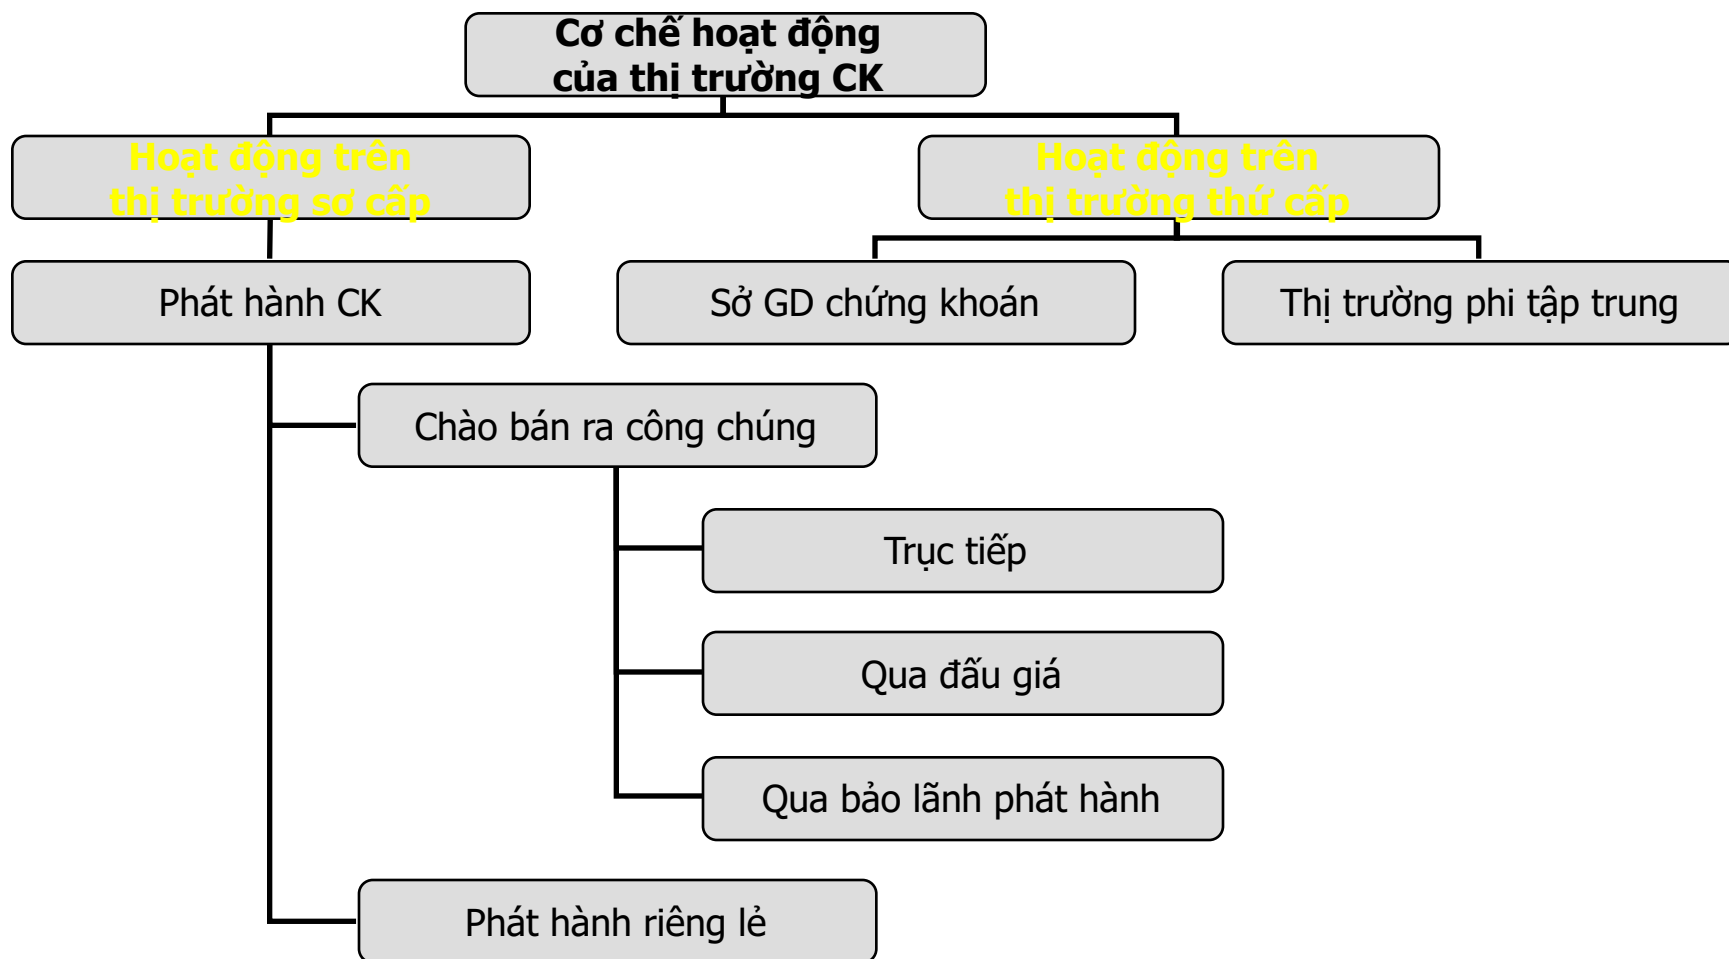 Cơ chế hoạt động
của thị trường CK
Hoạt động trên
thị trường sơ cấp
Hoạt động trên
thị trường thứ cấp
Phát hành CK
Sở GD chứng khoán
Thị trường phi tập trung
Chào bán ra công chúng
Trục tiếp
Qua đấu giá
Qua bảo lãnh phát hành
Phát hành riêng lẻ